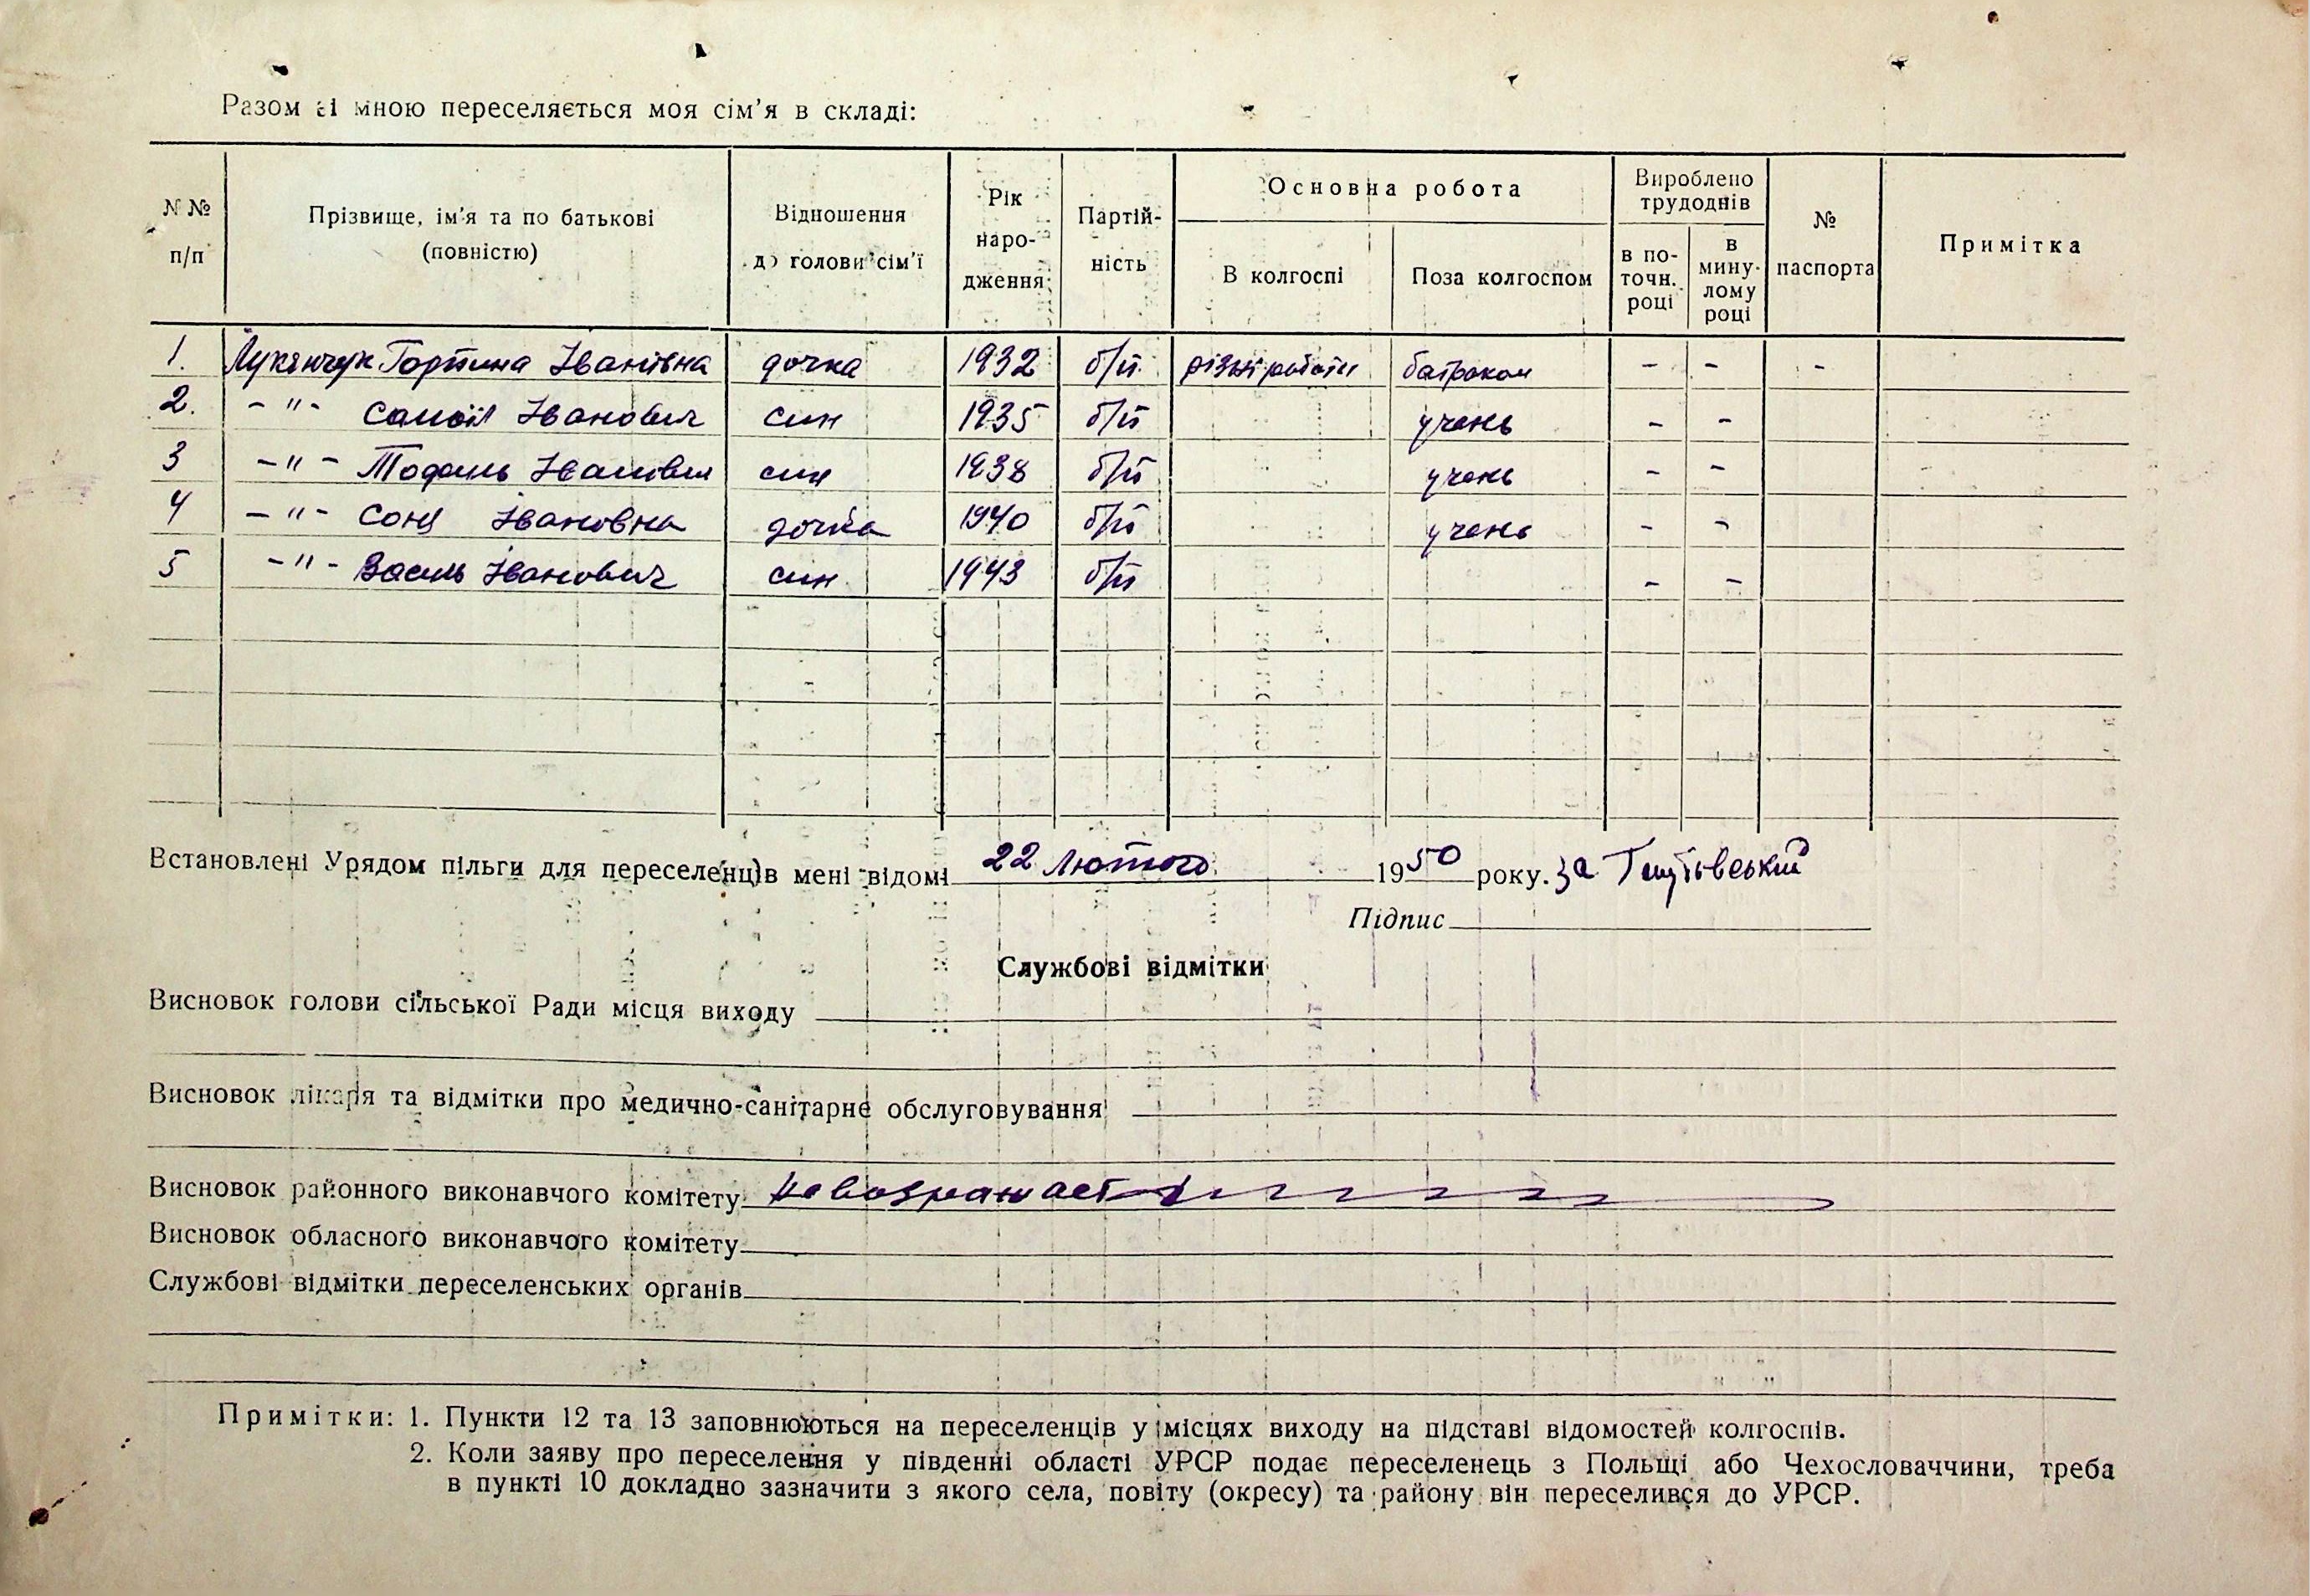 Разом зі мною переселяється моя сім'я в складі:
N № п/п
Прізвище, ім'я та по батькові (повністю)
Відношення до голови сім'ї
Рік народження
Партійність
Основна робота
В колгоспі
Поза колгоспом
Вироблено трудоднів
в поточн. році
в минулому році
№ паспорта
Примітка
1. Лукянчук Гортина Іванівна дочка 1932 б/п різні роботи батраком - - -
2. -"- Самоїл Іванович син 1935 б/п учень - -
3 -"- Іванович син 1938 б/п учень - -
4 -"- Соня Івановна дочка 1940 б/п учень - -
5 -"- Василь Іванович син 1943 б/п - -
Встановлені Урядом пільги для переселенців мені відомі 22 Лютого 1950 року. за
Підпис
Службові відмітки
Висновок голови сільської Ради місця виходу
Висновок лікаря та відмітки про медично-санітарне обслуговування
Висновок районного виконавчого комітету невозражает
Висновок обласного виконавчого комітету
Службові відмітки переселенських органів
Примітки: 1. Пункти 12 та 13 заповнюються на переселенців у місцях виходу на підставі відомостей колгоспів.
2. Коли заяву про переселення у південні області УРСР подає переселенець з Польщі або Чехословаччини, треба
в пункті 10 докладно зазначити з якого села, повіту (окресу) та району він переселився до УРСР.